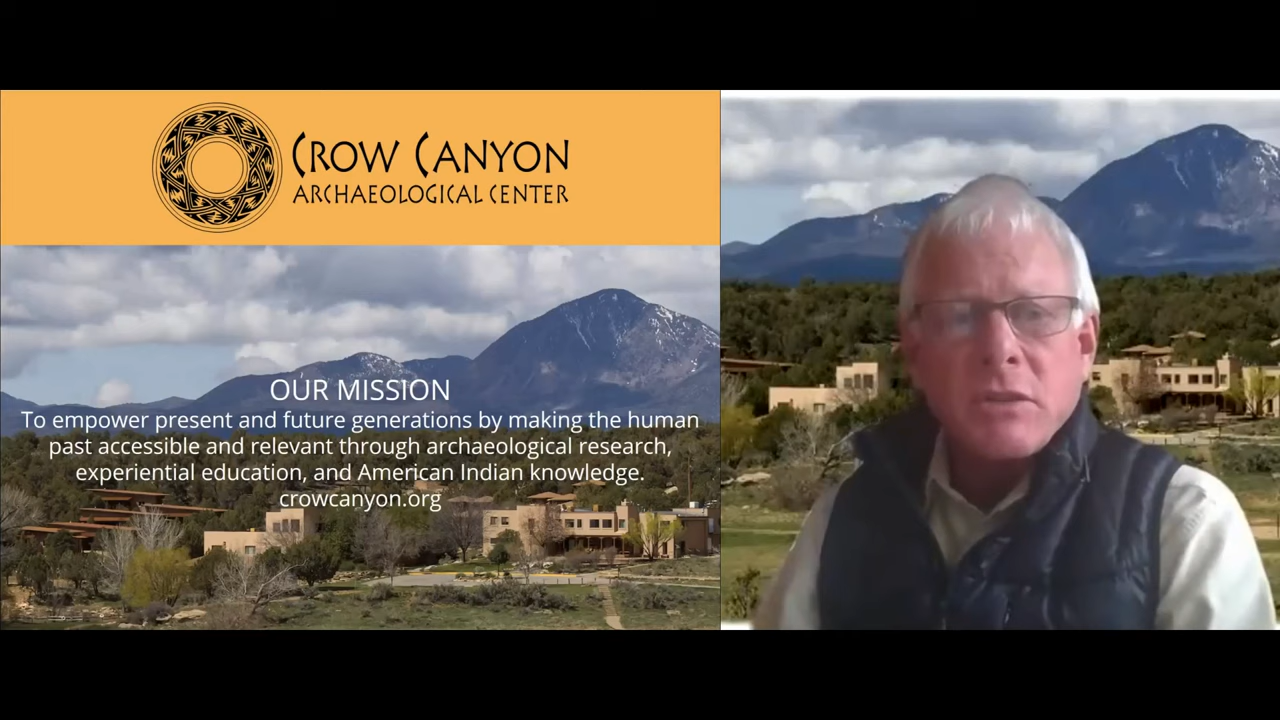 CROW CANYON
ARCHAEOLOGICAL CENTER
OUR MISSION
To empower present and future generations by making the human
past accessible and relevant through archaeological research,
experiential education, and American Indian knowledge.
crowcanyon.org